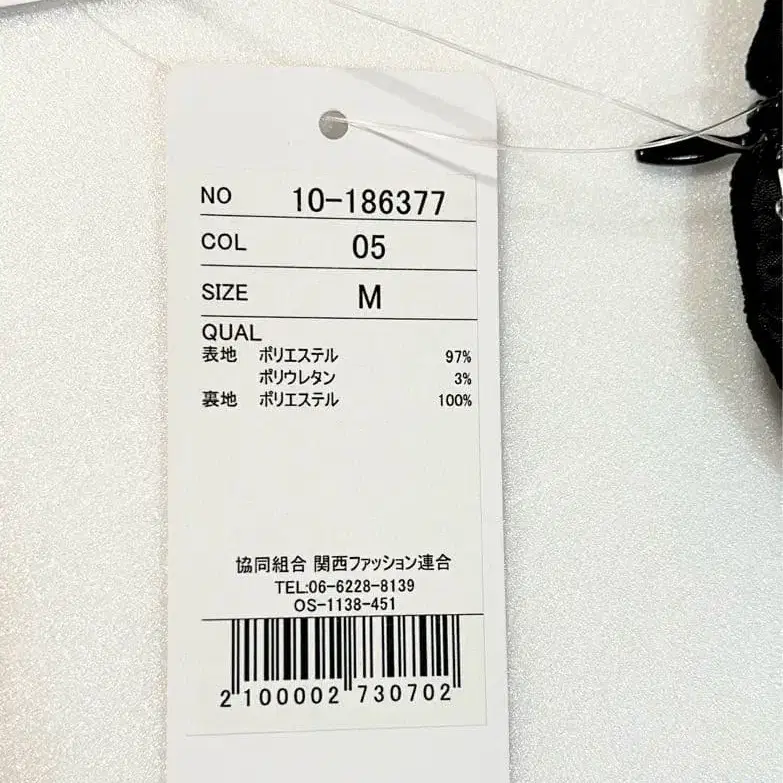 NO 10-186377
COL 05
SIZE M
QUAL
表地 ポリエステル 97%
ポリウレタン 3%
裏地 ポリエステル 100%
協同組合 関西ファッション連合
TEL:06-6228-8139
OS-1138-451
2 100002 730702